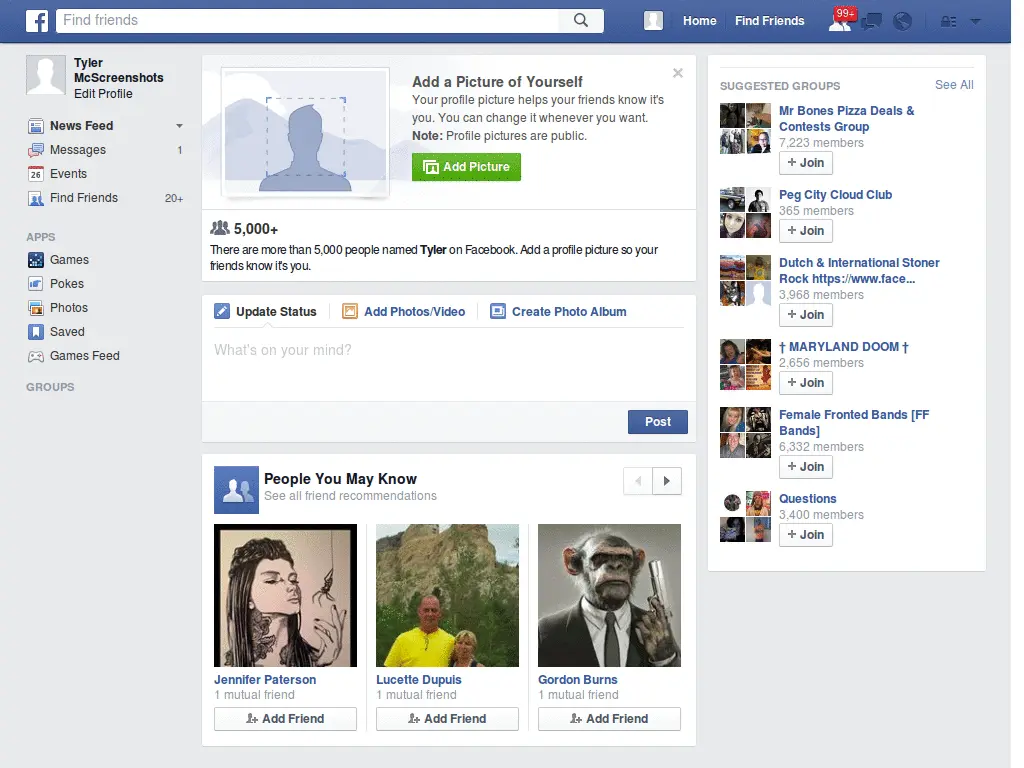 Find friends
Home
Find Friends
99+
Tyler
McScreenshots
Edit Profile
News Feed
Messages 1
26 Events
Find Friends 20+
APPS
Games
Pokes
Photos
Saved
Games Feed
GROUPS
Add a Picture of Yourself
Your profile picture helps your friends know it's
you. You can change it whenever you want.
Note: Profile pictures are public.
Add Picture
5,000+
There are more than 5,000 people named Tyler on Facebook. Add a profile picture so your
friends know it's you.
Update Status
Add Photos/Video
Create Photo Album
What's on your mind?
Post
People You May Know
See all friend recommendations
Jennifer Paterson
1 mutual friend
Add Friend
Lucette Dupuis
1 mutual friend
Add Friend
Gordon Burns
1 mutual friend
Add Friend
SUGGESTED GROUPS See All
Mr Bones Pizza Deals &
Contests Group
7,223 members
+ Join
Peg City Cloud Club
365 members
+ Join
Dutch & International Stoner
Rock https://www.face...
3,968 members
+ Join
† MARYLAND DOOM †
2,656 members
+ Join
Female Fronted Bands [FF
Bands]
6,332 members
+ Join
Questions
3,400 members
+ Join